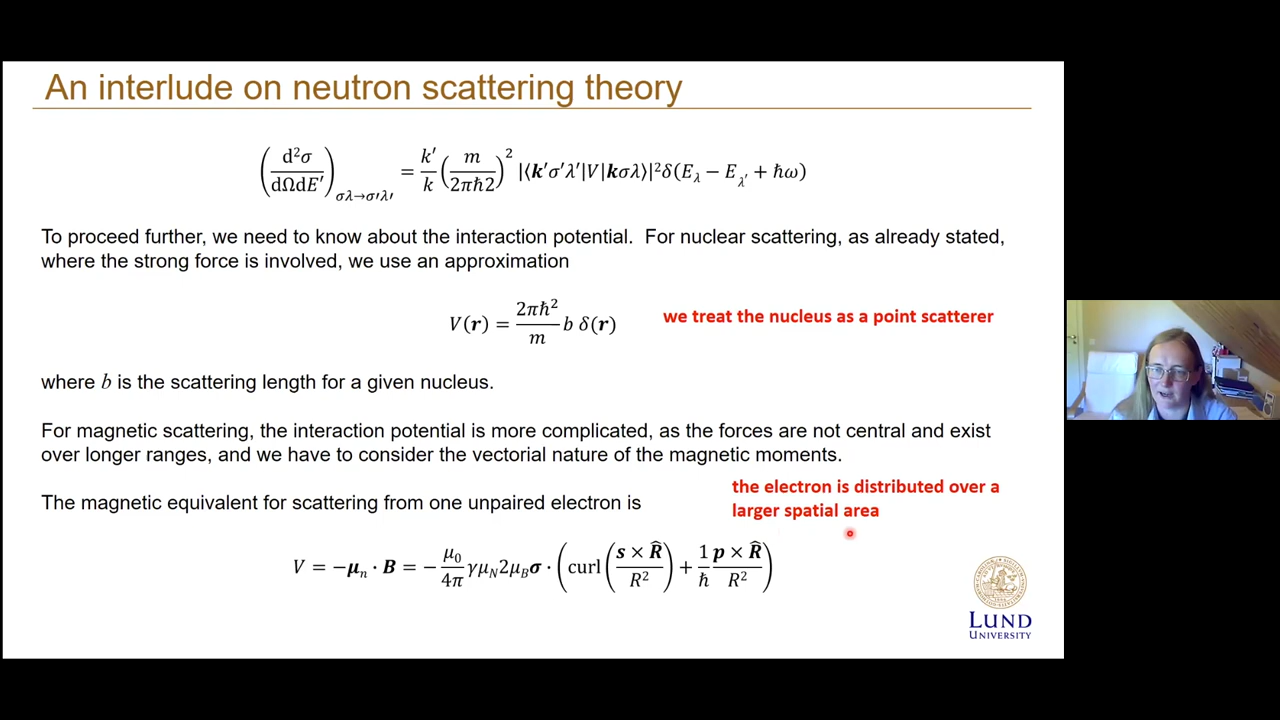 An interlude on neutron scattering theory
(d²σ/dΩdE′)σλ→σ′λ′ = k′/k (m/2πℏ2)² |⟨k′σ′λ′|V|kσλ⟩|²δ(Eλ − Eλ′ + ℏω)
To proceed further, we need to know about the interaction potential. For nuclear scattering, as already stated,
where the strong force is involved, we use an approximation
V(r) = 2πℏ²/m b δ(r)
we treat the nucleus as a point scatterer
where b is the scattering length for a given nucleus.
For magnetic scattering, the interaction potential is more complicated, as the forces are not central and exist
over longer ranges, and we have to consider the vectorial nature of the magnetic moments.
the electron is distributed over a
larger spatial area
The magnetic equivalent for scattering from one unpaired electron is
V = −μn · B = −μ0/4π γμN2μBσ · (curl(s × R̂/R²) + 1/ℏ p × R̂/R²)
LUND
UNIVERSITY